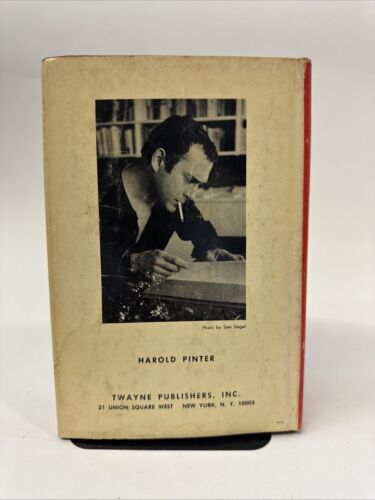 Photo by Sam Siegel
HAROLD PINTER
TWAYNE PUBLISHERS, INC.
31 UNION SQUARE WEST NEW YORK, N. Y. 10003